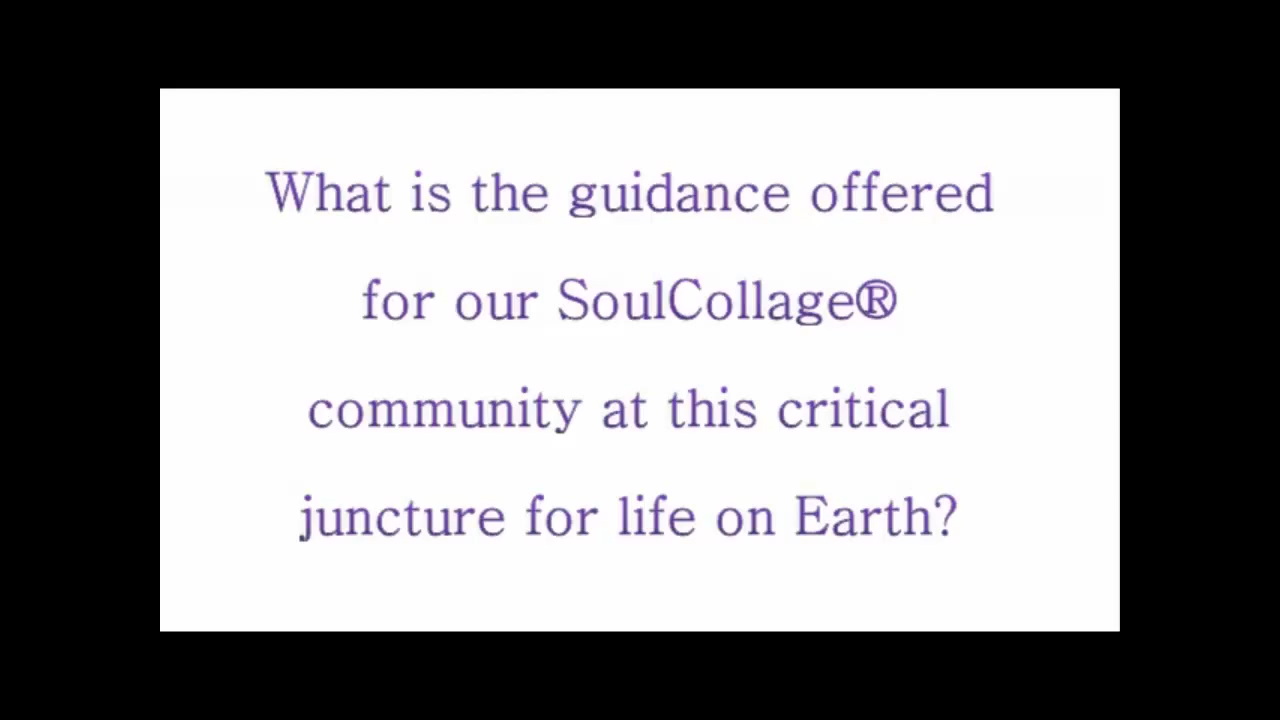 What is the guidance offered
for our SoulCollage®
community at this critical
juncture for life on Earth?